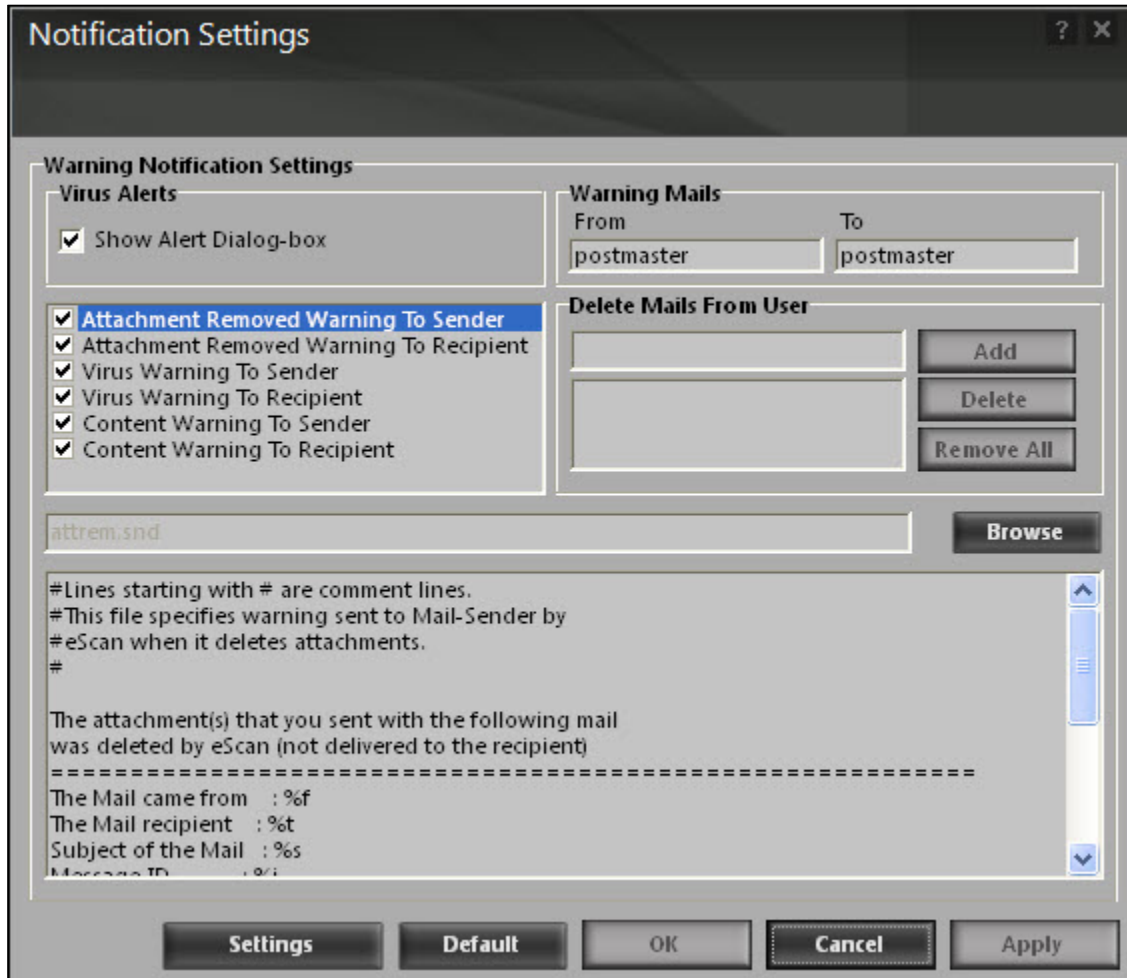 Notification Settings
? X
Warning Notification Settings
Virus Alerts
Show Alert Dialog-box
Warning Mails
From
To
postmaster
postmaster
Attachment Removed Warning To Sender
Attachment Removed Warning To Recipient
Virus Warning To Sender
Virus Warning To Recipient
Content Warning To Sender
Content Warning To Recipient
Delete Mails From User
Add
Delete
Remove All
attrem.snd
Browse
#Lines starting with # are comment lines.
#This file specifies warning sent to Mail-Sender by
#eScan when it deletes attachments.
#
The attachment(s) that you sent with the following mail
was deleted by eScan (not delivered to the recipient)
========================================================
The Mail came from : %f
The Mail recipient : %t
Subject of the Mail : %s
Message ID : %i
Settings
Default
OK
Cancel
Apply